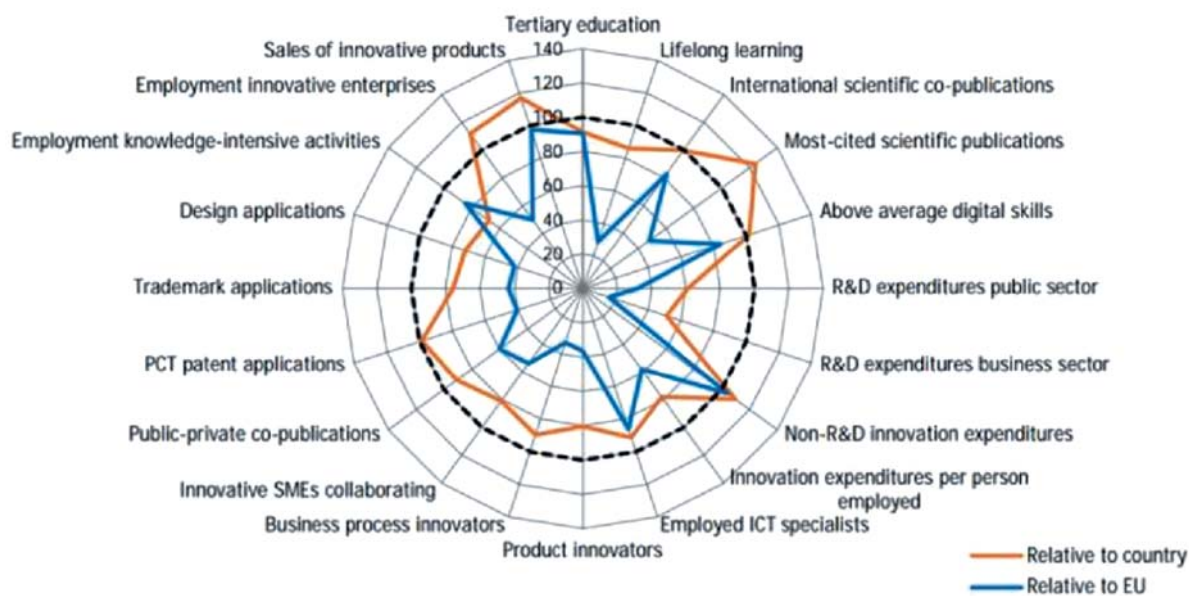 Tertiary education
Sales of innovative products
140
Lifelong learning
Employment innovative enterprises
120
International scientific co-publications
100
Employment knowledge-intensive activities
80
Most-cited scientific publications
60
Design applications
40
Above average digital skills
20
Trademark applications
0
R&D expenditures public sector
PCT patent applications
R&D expenditures business sector
Public-private co-publications
Non-R&D innovation expenditures
Innovative SMEs collaborating
Innovation expenditures per person
employed
Business process innovators
Employed ICT specialists
Product innovators
Relative to country
Relative to EU